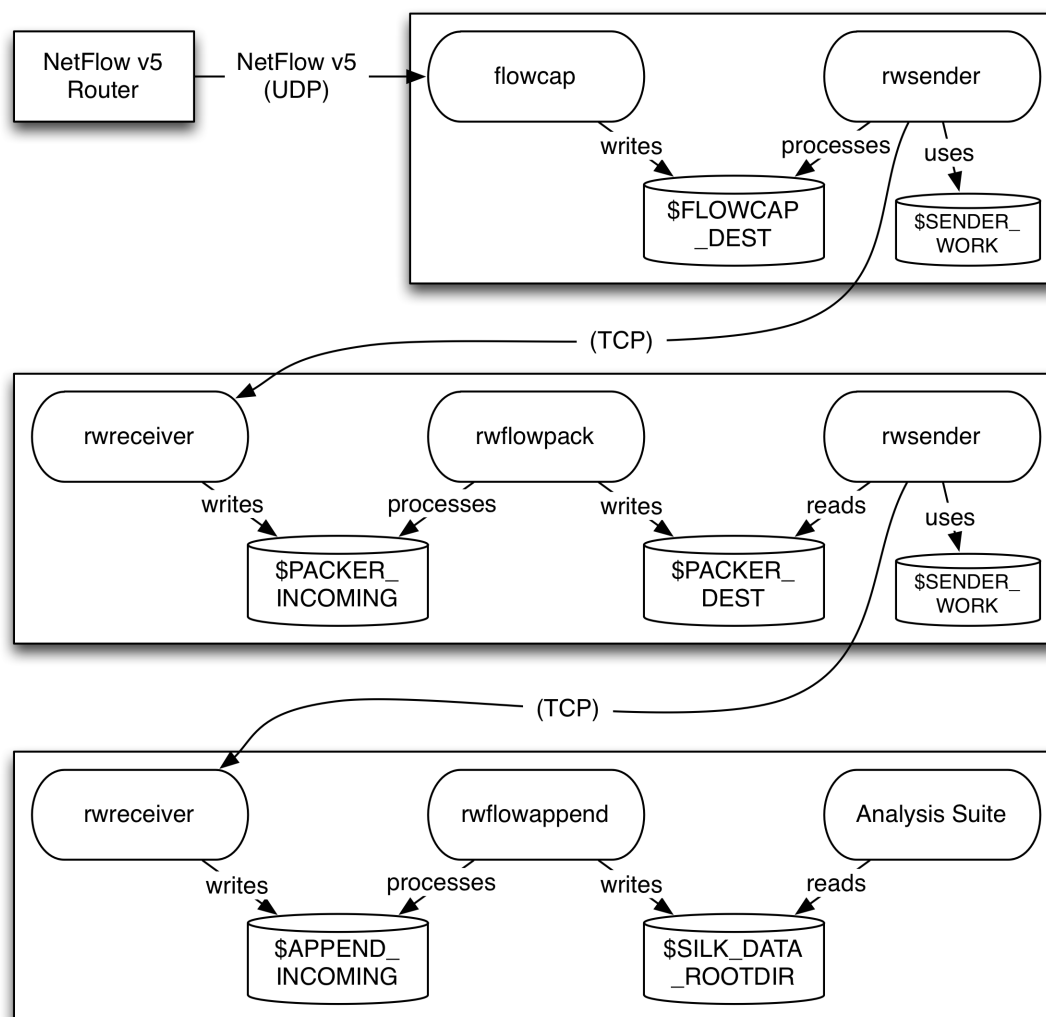 NetFlow v5
Router
NetFlow v5
(UDP)
flowcap
rwsender
writes
processes
uses
$FLOWCAP
_DEST
$SENDER_
WORK
(TCP)
rwreceiver
rwflowpack
rwsender
writes
processes
writes
reads
uses
$PACKER_
INCOMING
$PACKER_
DEST
$SENDER_
WORK
(TCP)
rwreceiver
rwflowappend
Analysis Suite
writes
processes
writes
reads
$APPEND_
INCOMING
$SILK_DATA
_ROOTDIR